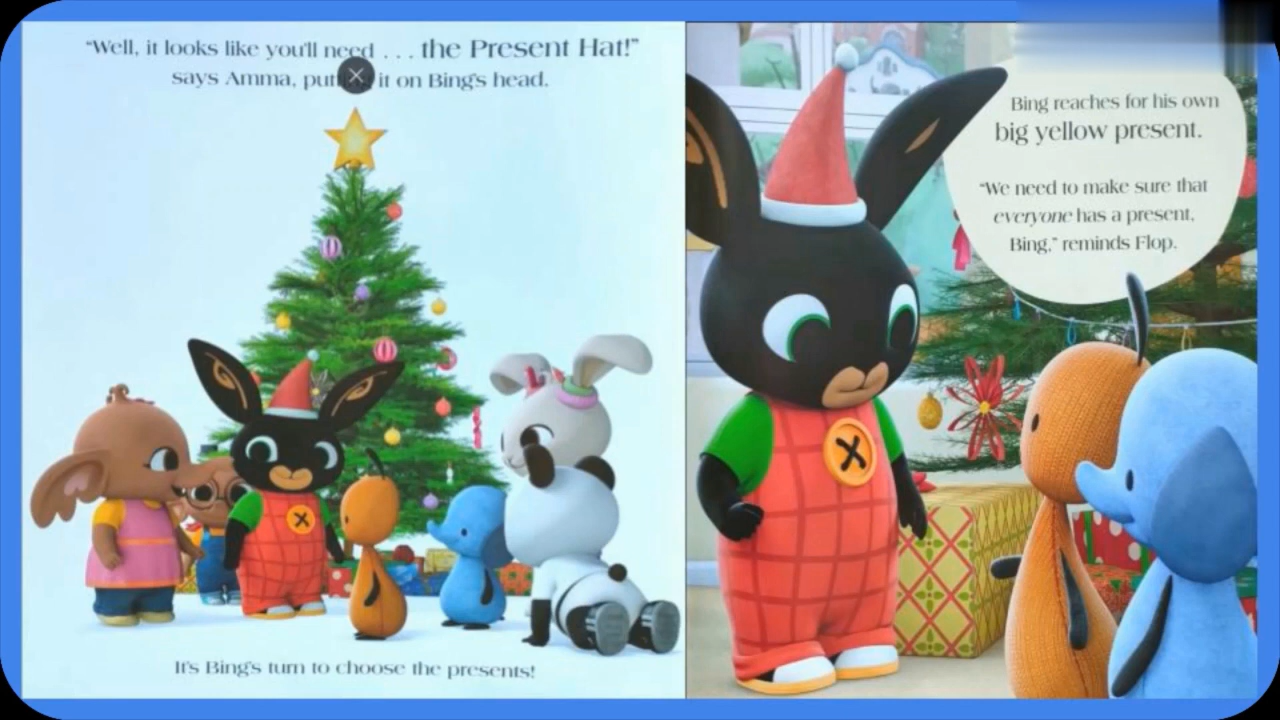 “Well, it looks like you'll need . . . the Present Hat!”
says Amma, it on Bing's head.
It's Bing's turn to choose the presents!
Bing reaches for his own
big yellow present.
“We need to make sure that
everyone has a present,
Bing,” reminds Flop.